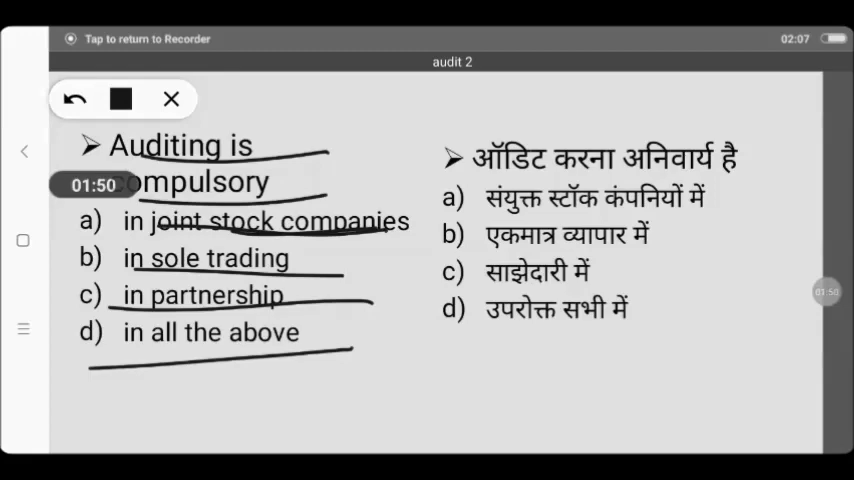 Tap to return to Recorder
02:07
audit 2
➢ Auditing is
compulsory
01:50
a) in joint stock companies
b) in sole trading
c) in partnership
d) in all the above
➢ ऑडिट करना अनिवार्य है
a) संयुक्त स्टॉक कंपनियों में
b) एकमात्र व्यापार में
c) साझेदारी में
d) उपरोक्त सभी में
01:50